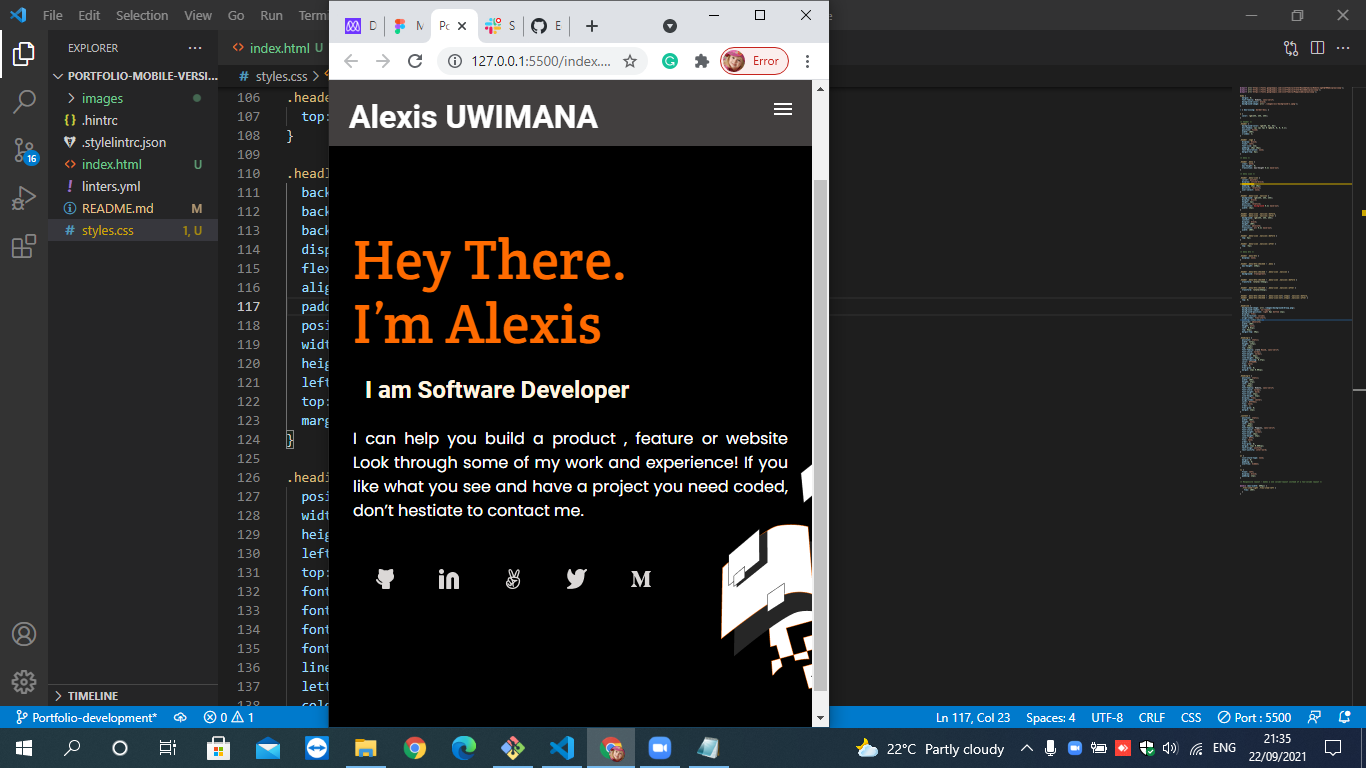 File Edit Selection View Go Run Term
EXPLORER
PORTFOLIO-MOBILE-VERSI...
images
.hintrc
.stylelintrc.json
index.html U
linters.yml
README.md M
styles.css 1, U
TIMELINE
index.html U
# styles.css >
106 .heade
107 top:
108 }
109
110 .headl
111 back
112 back
113 back
114 disp
115 flex
116 alig
117 padd
118 posi
119 widt
120 heig
121 left
122 top:
123 marg
124 }
125
126 .headi
127 posi
128 widt
129 heig
130 left
131 top:
132 font
133 font
134 font
135 font
136 line
137 lett
138 colo
D M Pc S E
127.0.0.1:5500/index....
Error
Alexis UWIMANA
Hey There.
I’m Alexis
I am Software Developer
I can help you build a product , feature or website
Look through some of my work and experience! If you
like what you see and have a project you need coded,
don’t hestiate to contact me.
16
Portfolio-development* 0 1
Ln 117, Col 23 Spaces: 4 UTF-8 CRLF CSS Port : 5500
22°C Partly cloudy ENG
21:35
22/09/2021